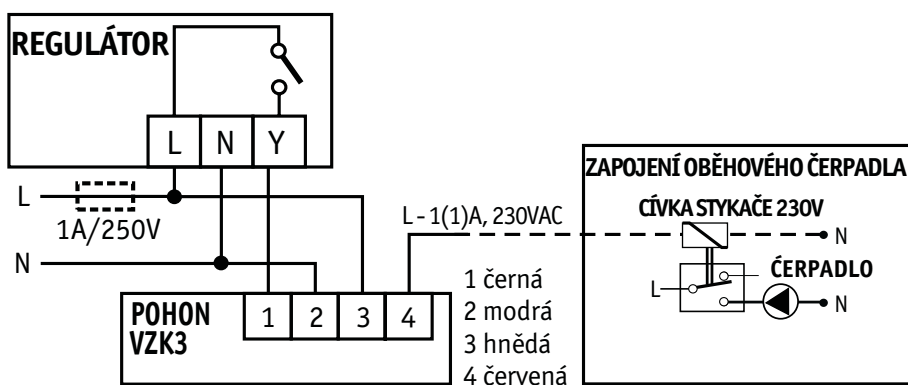 REGULÁTOR
L N Y
L
1A/250V
N
POHON
VZK3
1 2 3 4
1 černá
2 modrá
3 hnědá
4 červená
L - 1(1)A, 230VAC
ZAPOJENÍ OBĚHOVÉHO ČERPADLA
CÍVKA STYKAČE 230V
N
L
ĆERPADLO
N